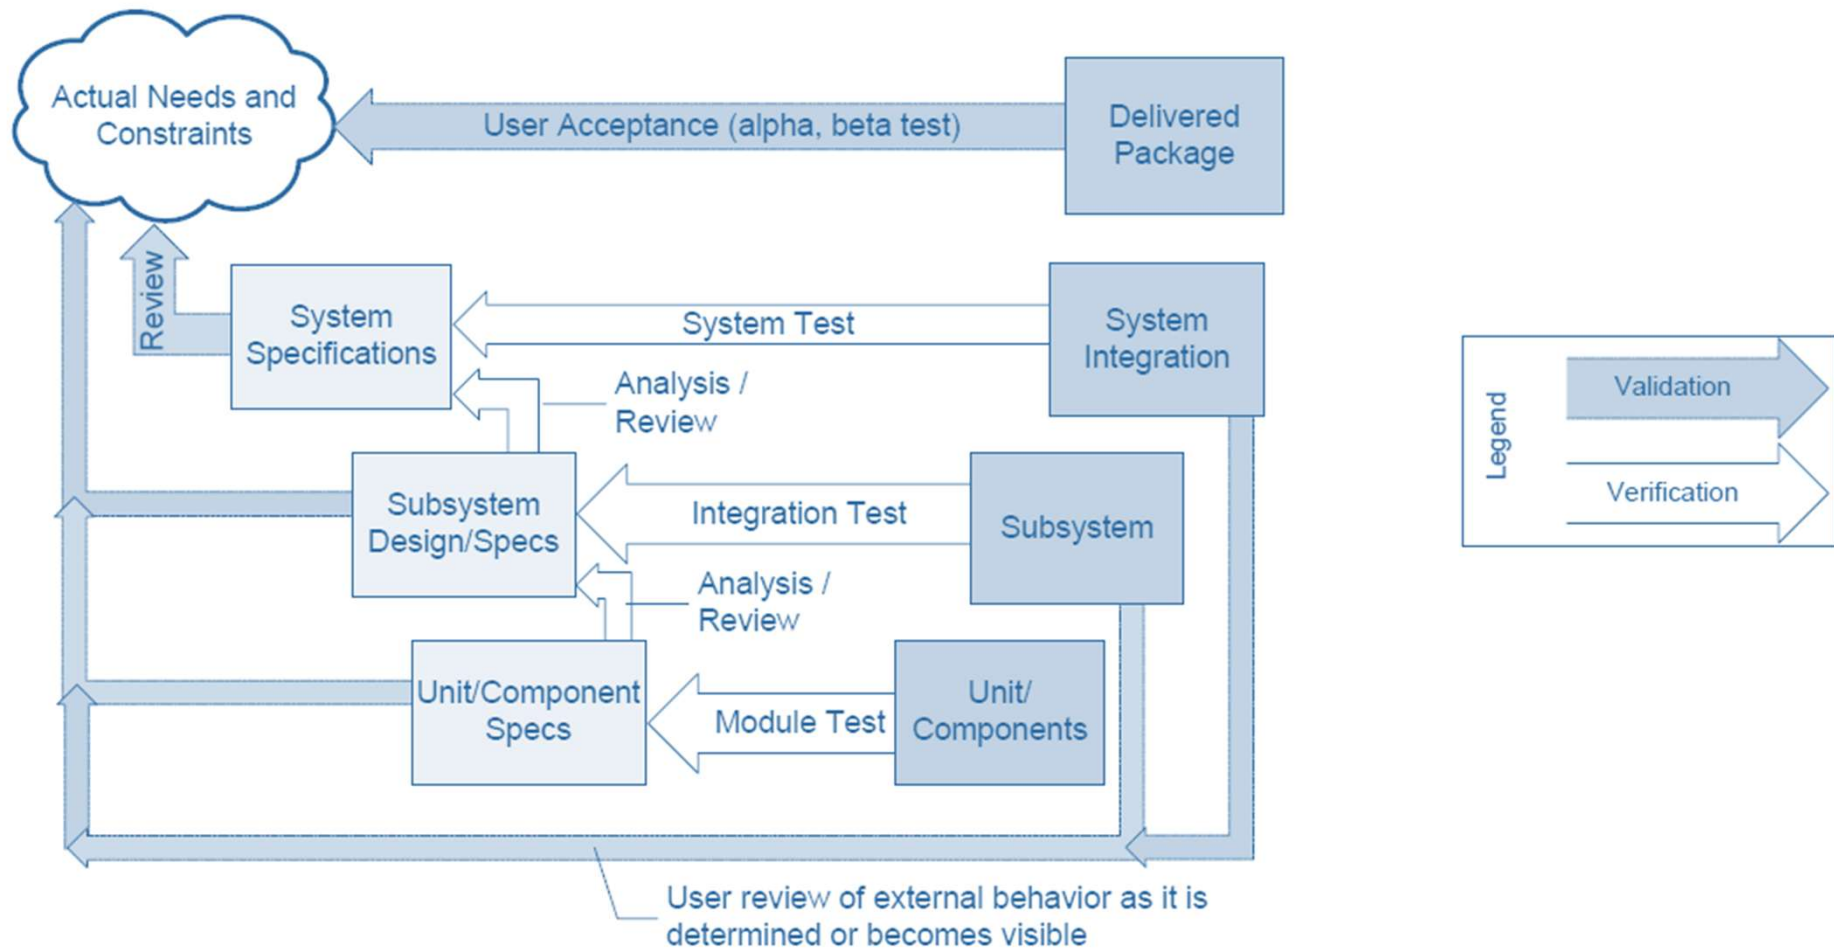 Actual Needs and
Constraints
User Acceptance (alpha, beta test)
Delivered
Package
Review
System
Specifications
System Test
System
Integration
Analysis /
Review
Legend
Validation
Verification
Subsystem
Design/Specs
Integration Test
Subsystem
Analysis /
Review
Unit/Component
Specs
Module Test
Unit/
Components
User review of external behavior as it is
determined or becomes visible